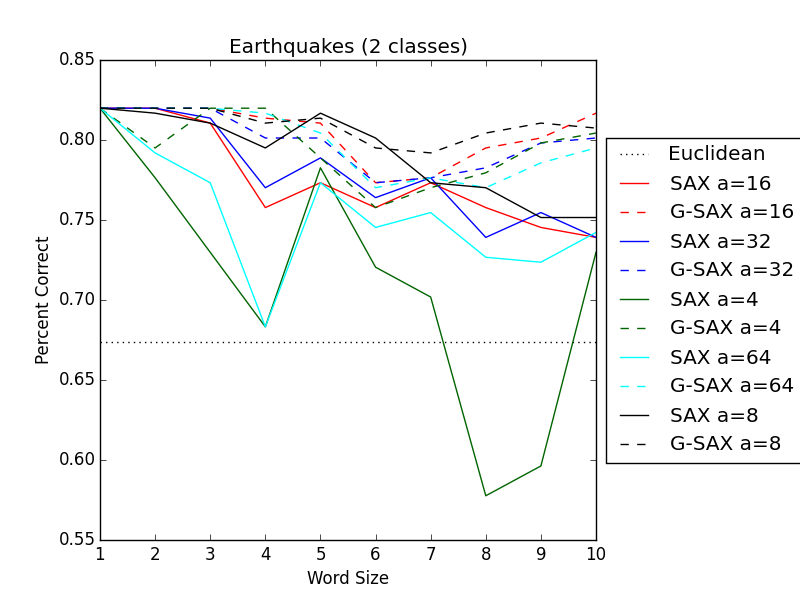 Earthquakes (2 classes)
0.85
0.80
0.75
0.70
0.65
0.60
0.55
Percent Correct
1 2 3 4 5 6 7 8 9 10
Word Size
Euclidean
SAX a=16
G-SAX a=16
SAX a=32
G-SAX a=32
SAX a=4
G-SAX a=4
SAX a=64
G-SAX a=64
SAX a=8
G-SAX a=8